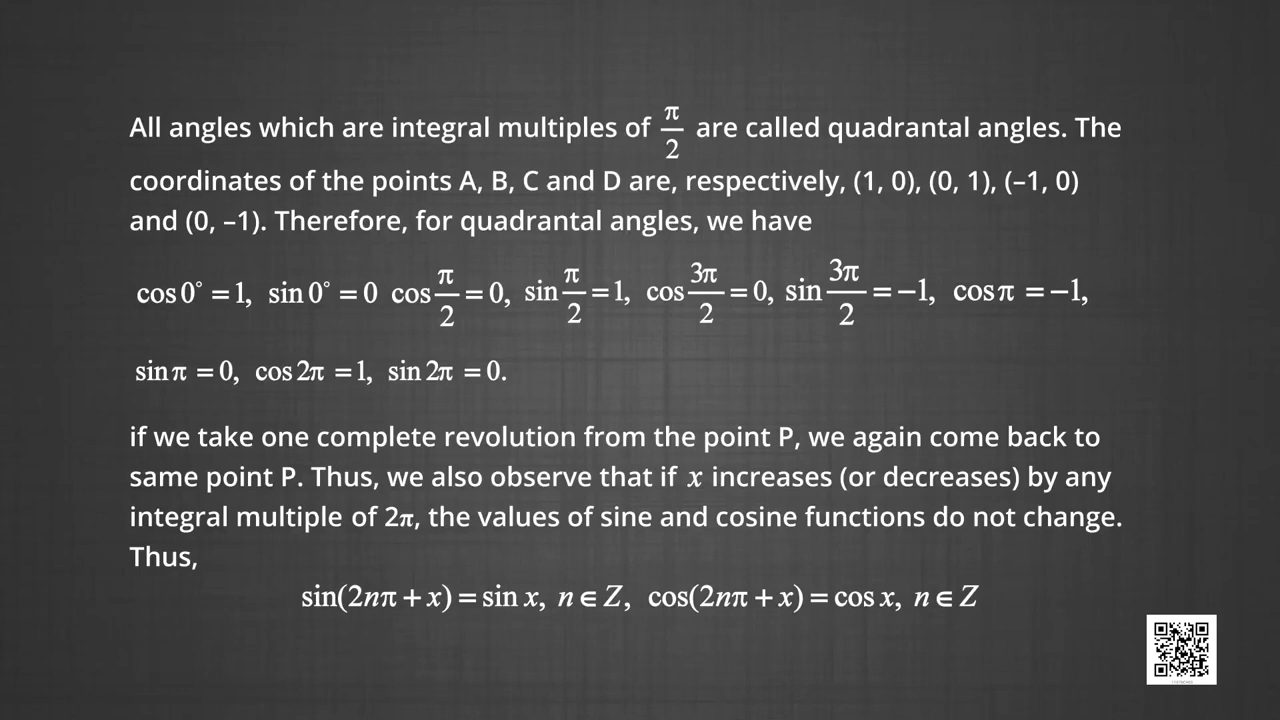 All angles which are integral multiples of π/2 are called quadrantal angles. The
coordinates of the points A, B, C and D are, respectively, (1, 0), (0, 1), (–1, 0)
and (0, –1). Therefore, for quadrantal angles, we have
cos 0° = 1, sin 0° = 0 cos π/2 = 0, sin π/2 = 1, cos 3π/2 = 0, sin 3π/2 = −1, cos π = −1,
sin π = 0, cos 2π = 1, sin 2π = 0.
if we take one complete revolution from the point P, we again come back to
same point P. Thus, we also observe that if x increases (or decreases) by any
integral multiple of 2π, the values of sine and cosine functions do not change.
Thus,
sin(2nπ + x) = sin x, n ∈ Z, cos(2nπ + x) = cos x, n ∈ Z